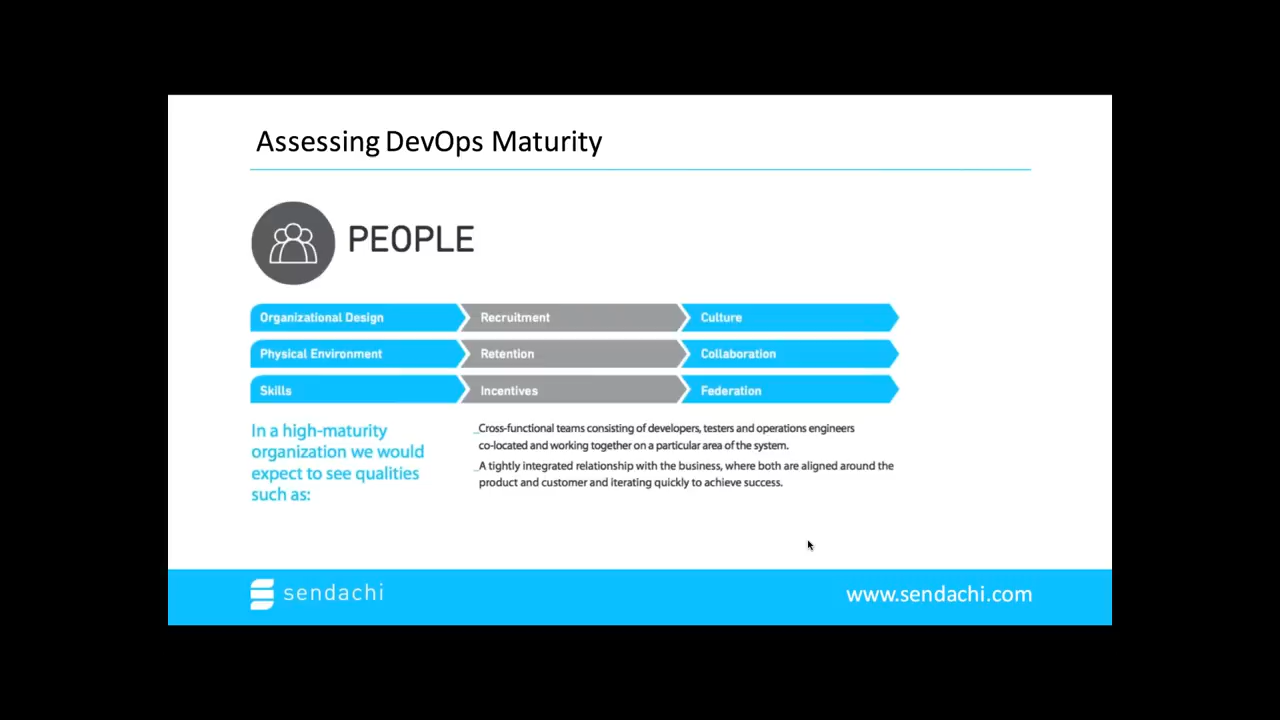 Assessing DevOps Maturity
PEOPLE
Organizational Design
Recruitment
Culture
Physical Environment
Retention
Collaboration
Skills
Incentives
Federation
In a high-maturity
organization we would
expect to see qualities
such as:
_Cross-functional teams consisting of developers, testers and operations engineers
co-located and working together on a particular area of the system.
_A tightly integrated relationship with the business, where both are aligned around the
product and customer and iterating quickly to achieve success.
sendachi
www.sendachi.com